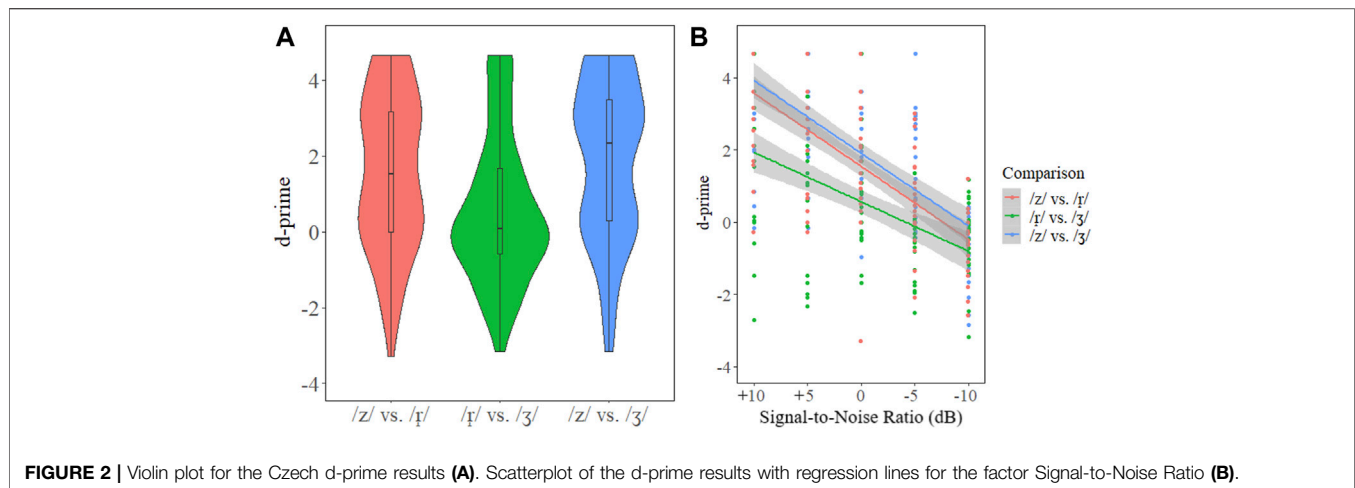 A
d-prime
4
2
0
-2
-4
/z/ vs. /r̝/
/r̝/ vs. /ʒ/
/z/ vs. /ʒ/
B
d-prime
4
2
0
-2
-4
+10
+5
0
-5
-10
Signal-to-Noise Ratio (dB)
Comparison
/z/ vs. /r̝/
/r̝/ vs. /ʒ/
/z/ vs. /ʒ/
FIGURE 2 | Violin plot for the Czech d-prime results (A). Scatterplot of the d-prime results with regression lines for the factor Signal-to-Noise Ratio (B).